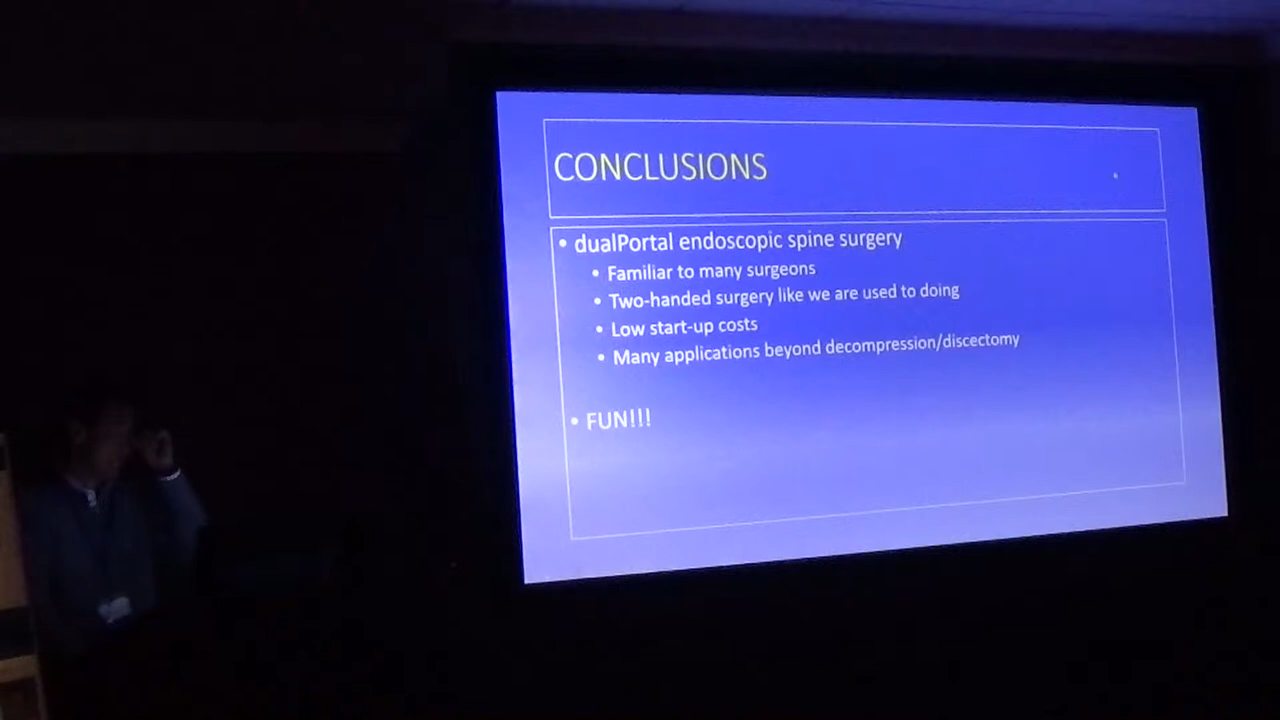 CONCLUSIONS
• dualPortal endoscopic spine surgery
• Familiar to many surgeons
• Two-handed surgery like we are used to doing
• Low start-up costs
• Many applications beyond decompression/discectomy
• FUN!!!